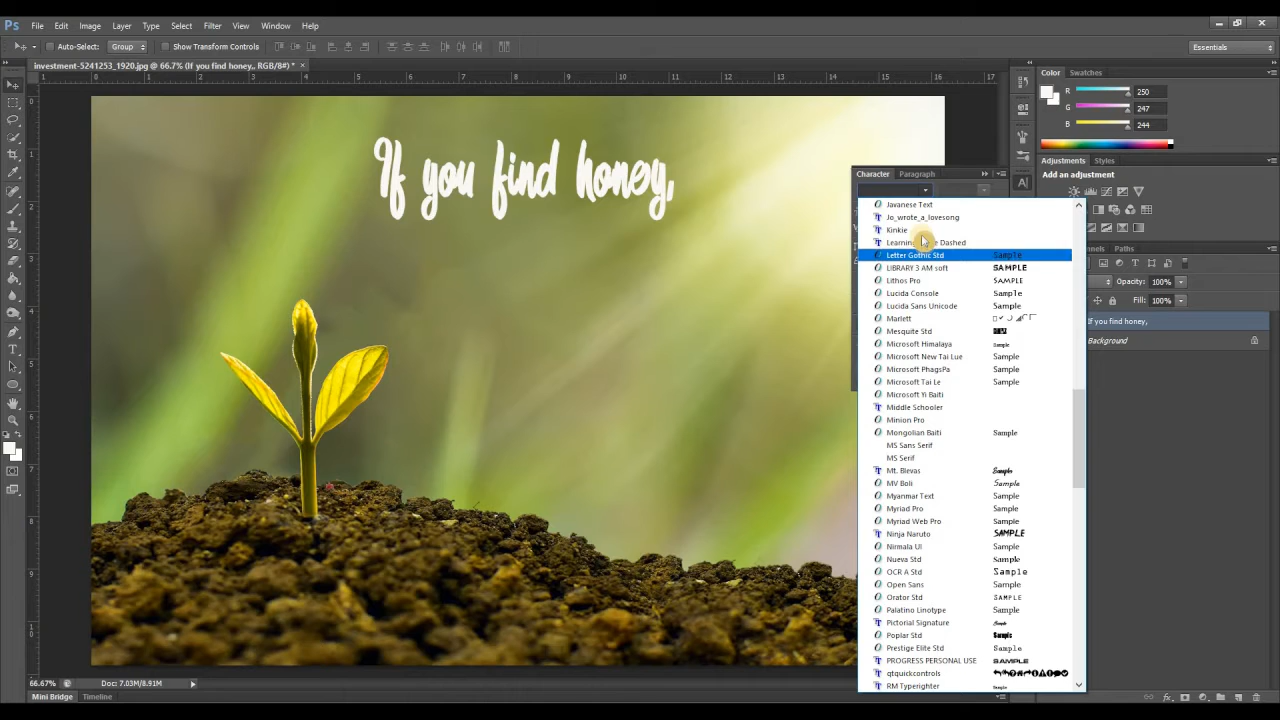 Ps File Edit Image Layer Type Select Filter View Window Help
Auto-Select: Group Show Transform Controls Essentials
investment-5241253_1920.jpg @ 66.7% (If you find honey,, RGB/8#) * ×
If you find honey,
Color Swatches
R 250
G 247
B 244
Adjustments Styles
Add an adjustment
Character Paragraph
Paths
Opacity: 100%
Fill: 100%
f you find honey,
Background
Javanese Text
Jo_wrote_a_lovesong
Kinkie
Learning e Dashed
Letter Gothic Std Sample
LIBRARY 3 AM soft SAMPLE
Lithos Pro SAMPLE
Lucida Console Sample
Lucida Sans Unicode Sample
Marlett
Mesquite Std
Microsoft Himalaya Sample
Microsoft New Tai Lue Sample
Microsoft PhagsPa Sample
Microsoft Tai Le Sample
Microsoft Yi Baiti
Middle Schooler
Minion Pro
Mongolian Baiti Sample
MS Sans Serif
MS Serif
Mt. Blevas Sample
MV Boli Sample
Myanmar Text Sample
Myriad Pro Sample
Myriad Web Pro Sample
Ninja Naruto SAMPLE
Nirmala UI Sample
Nueva Std Sample
OCR A Std Sample
Open Sans Sample
Orator Std SAMPLE
Palatino Linotype Sample
Pictorial Signature Sample
Poplar Std Sample
Prestige Elite Std Sample
PROGRESS PERSONAL USE SAMPLE
qtquickcontrols
RM Typerighter Sample
66.67% Doc: 7.03M/8.91M
Mini Bridge Timeline